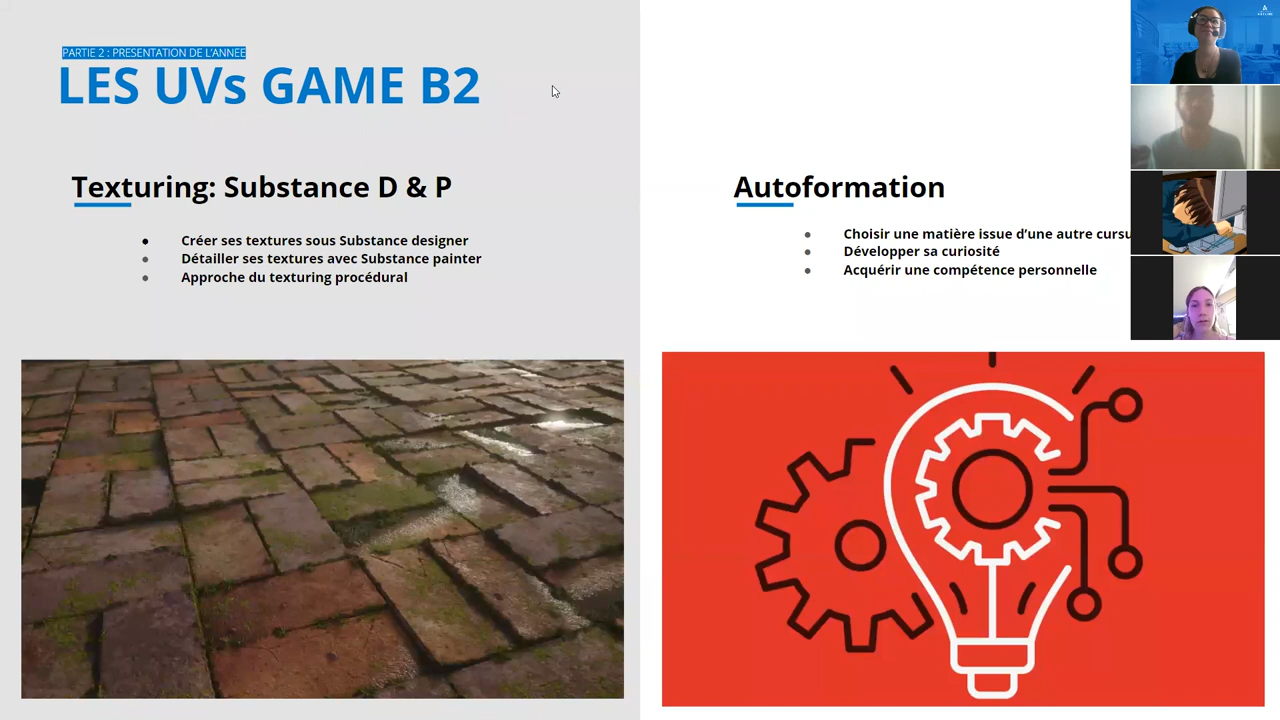 PARTIE 2 : PRESENTATION DE L'ANNEE
LES UVs GAME B2
Texturing: Substance D & P
Créer ses textures sous Substance designer
Détailler ses textures avec Substance painter
Approche du texturing procédural
Autoformation
Choisir une matière issue d'une autre cursu
Développer sa curiosité
Acquérir une compétence personnelle